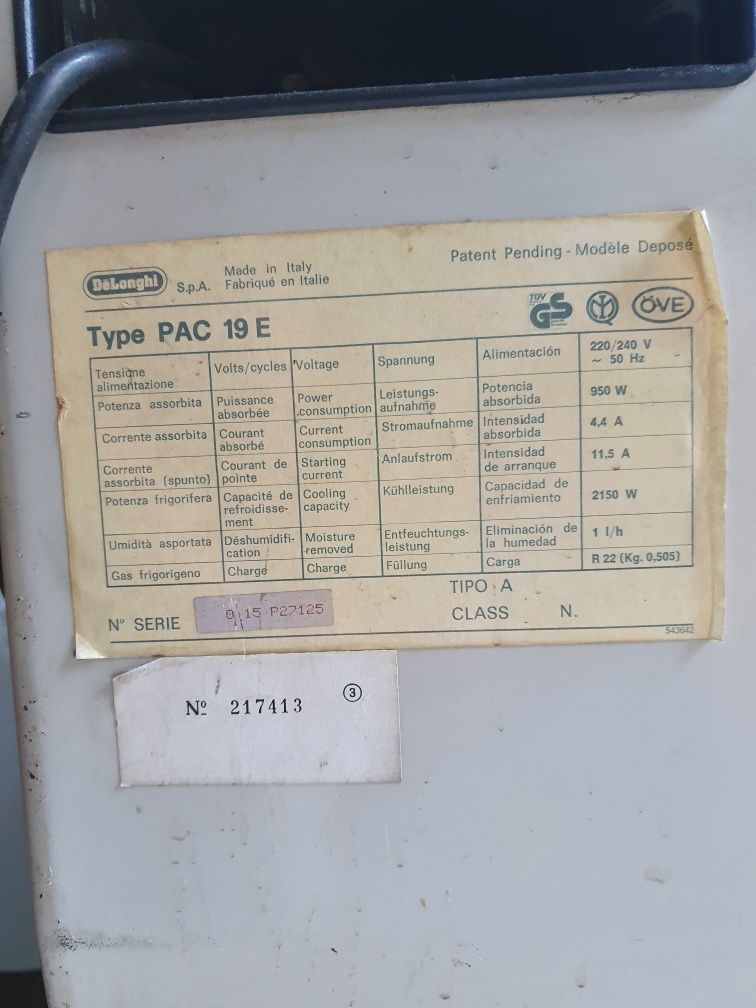 DeLonghi S.p.A. Made in Italy
Fabriqué en Italie
Patent Pending - Modèle Deposé
Type PAC 19 E
TÜV GS ÖVE
Tensione alimentazione Volts/cycles Voltage Spannung Alimentación 220/240 V ~ 50 Hz
Potenza assorbita Puissance absorbée Power consumption Leistungs-aufnahme Potencia absorbida 950 W
Corrente assorbita Courant absorbé Current consumption Stromaufnahme Intensidad absorbida 4,4 A
Corrente assorbita (spunto) Courant de pointe Starting current Anlaufstrom Intensidad de arranque 11,5 A
Potenza frigorifera Capacité de refroidisse-ment Cooling capacity Kühlleistung Capacidad de enfriamiento 2150 W
Umidità asportata Déshumidifi-cation Moisture removed Entfeuchtungs-leistung Eliminación de la humedad 1 l/h
Gas frigorigeno Charge Charge Füllung Carga R 22 (Kg. 0,505)
TIPO A
N° SERIE 0 15 P27125 CLASS N.
S43642
Nº 217413 3